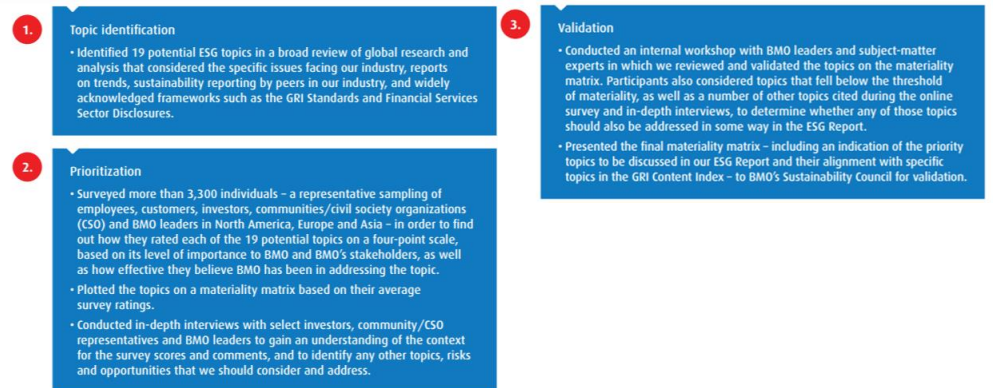 1.
Topic identification
• Identified 19 potential ESG topics in a broad review of global research and
analysis that considered the specific issues facing our industry, reports
on trends, sustainability reporting by peers in our industry, and widely
acknowledged frameworks such as the GRI Standards and Financial Services
Sector Disclosures.
2.
Prioritization
• Surveyed more than 3,300 individuals – a representative sampling of
employees, customers, investors, communities/civil society organizations
(CSO) and BMO leaders in North America, Europe and Asia – in order to find
out how they rated each of the 19 potential topics on a four-point scale,
based on its level of importance to BMO and BMO's stakeholders, as well
as how effective they believe BMO has been in addressing the topic.
• Plotted the topics on a materiality matrix based on their average
survey ratings.
• Conducted in-depth interviews with select investors, community/CSO
representatives and BMO leaders to gain an understanding of the context
for the survey scores and comments, and to identify any other topics, risks
and opportunities that we should consider and address.
3.
Validation
• Conducted an internal workshop with BMO leaders and subject-matter
experts in which we reviewed and validated the topics on the materiality
matrix. Participants also considered topics that fell below the threshold
of materiality, as well as a number of other topics cited during the online
survey and in-depth interviews, to determine whether any of those topics
should also be addressed in some way in the ESG Report.
• Presented the final materiality matrix – including an indication of the priority
topics to be discussed in our ESG Report and their alignment with specific
topics in the GRI Content Index – to BMO's Sustainability Council for validation.